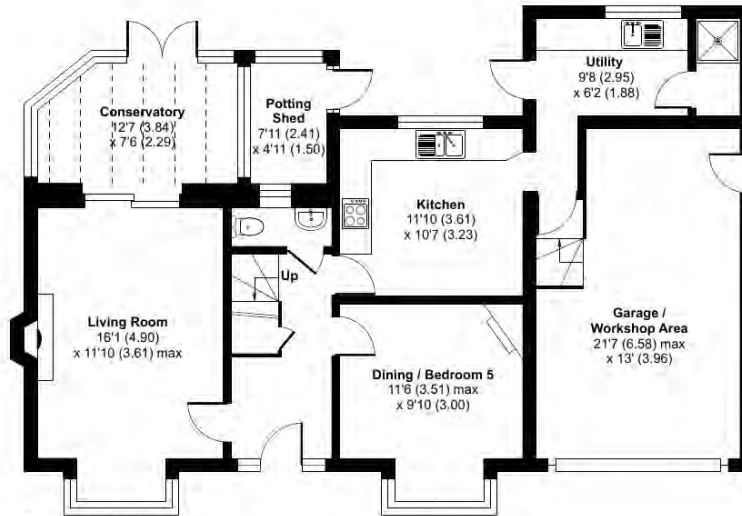 Conservatory
12'7 (3.84)
x 7'6 (2.29)
Potting
Shed
7'11 (2.41)
x 4'11 (1.50)
Utility
9'8 (2.95)
x 6'2 (1.88)
Kitchen
11'10 (3.61)
x 10'7 (3.23)
Up
Living Room
16'1 (4.90)
x 11'10 (3.61) max
Dining / Bedroom 5
11'6 (3.51) max
x 9'10 (3.00)
Garage /
Workshop Area
21'7 (6.58) max
x 13' (3.96)